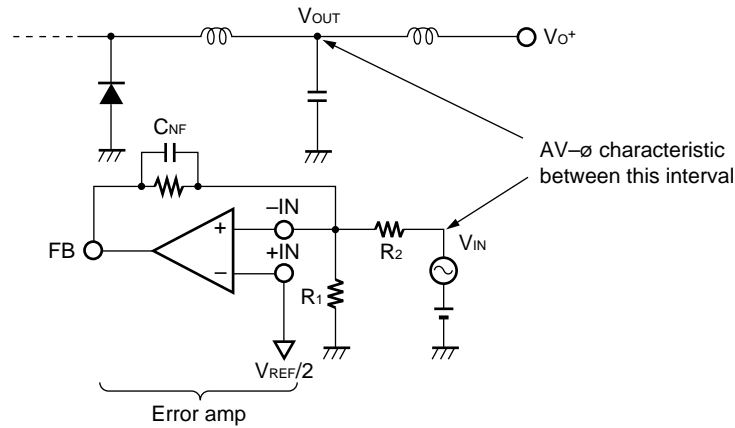 VOUT
VO+
CNF
AV–ø characteristic
between this interval
–IN
+
FB
+IN
–
R2
VIN
R1
VREF/2
Error amp